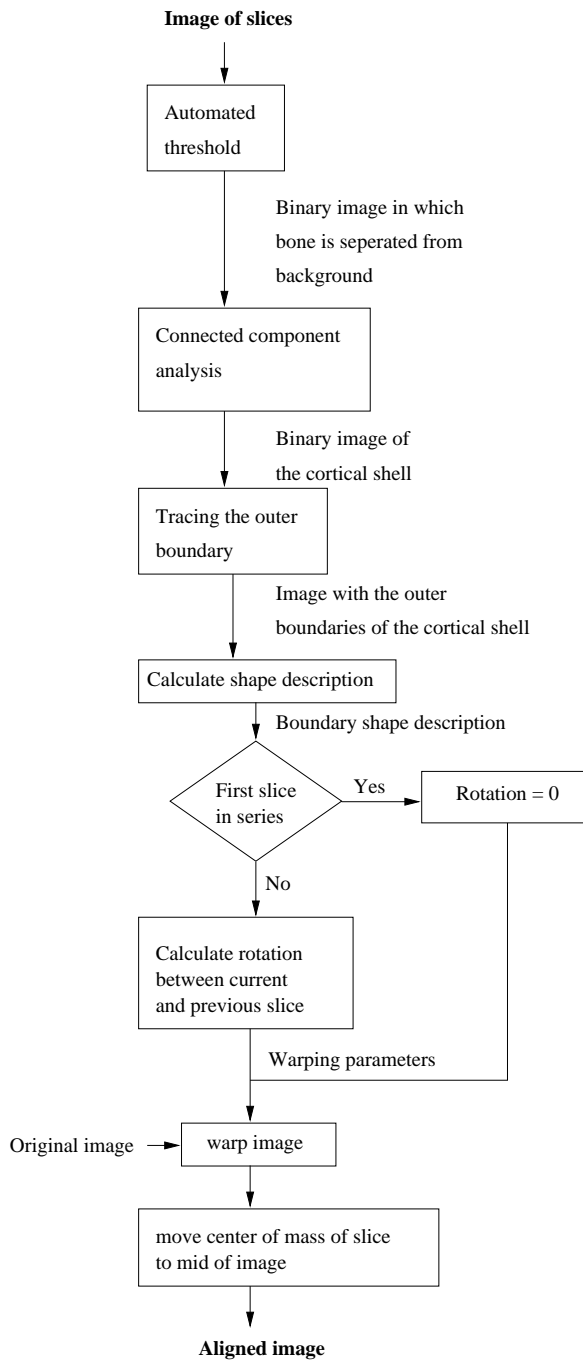 Image of slices
Automated
threshold
Binary image in which
bone is seperated from
background
Connected component
analysis
Binary image of
the cortical shell
Tracing the outer
boundary
Image with the outer
boundaries of the cortical shell
Calculate shape description
Boundary shape description
First slice
in series
Yes
Rotation = 0
No
Calculate rotation
between current
and previous slice
Warping parameters
Original image
warp image
move center of mass of slice
to mid of image
Aligned image